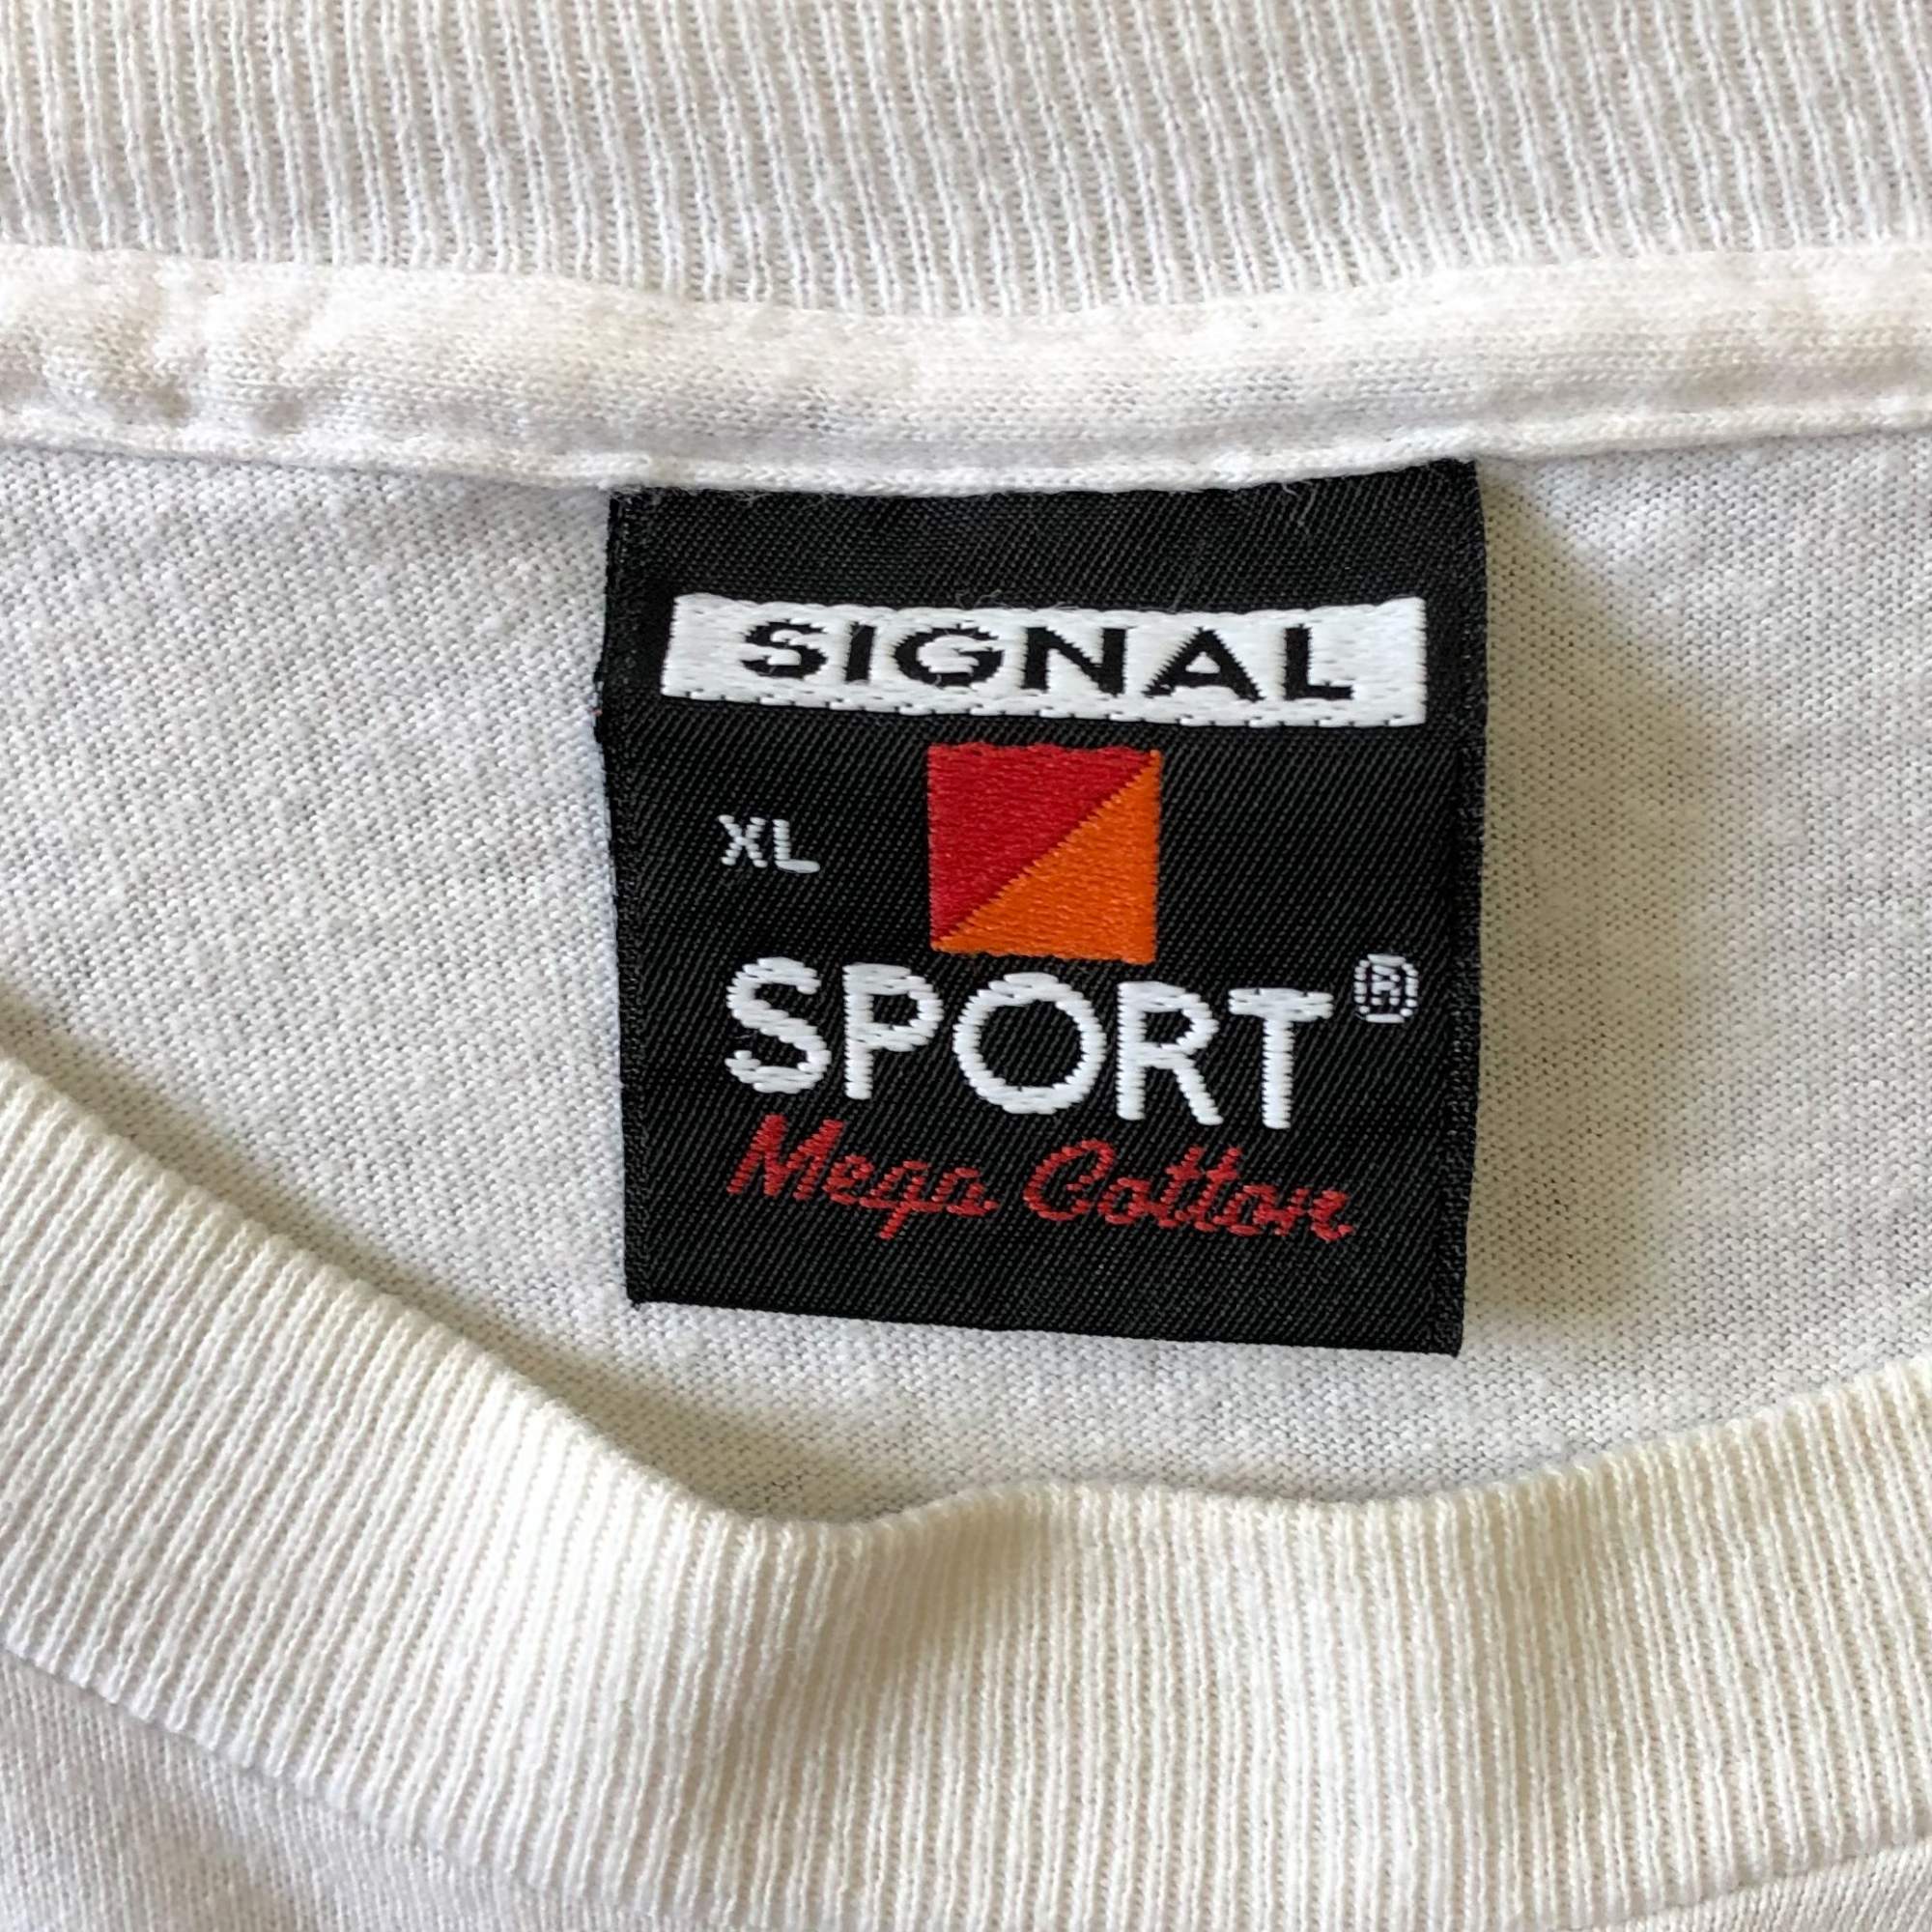 SIGNAL
XL
SPORT®
Mega Cotton